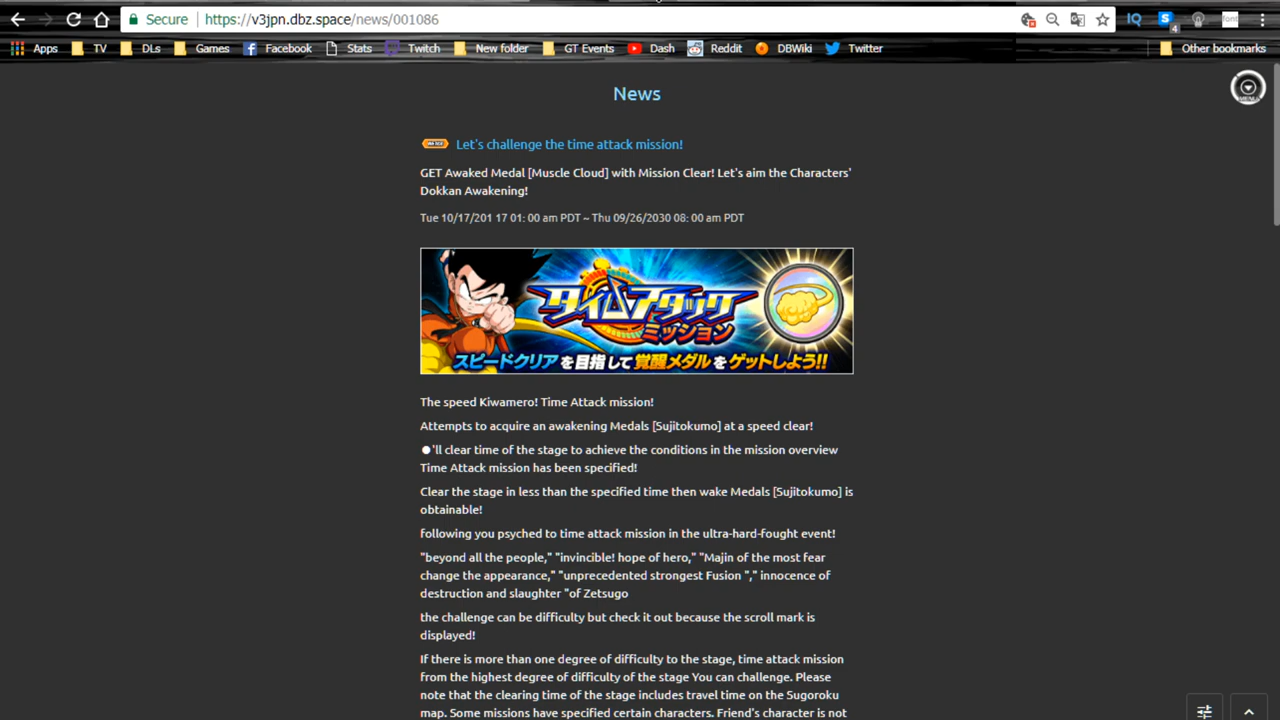 Secure https://v3jpn.dbz.space/news/001086
IQ
S
4
font
Apps TV DLs Games Facebook Stats Twitch New folder GT Events Dash Reddit DBWiki Twitter Other bookmarks
News
MENU
Let's challenge the time attack mission!
GET Awaked Medal [Muscle Cloud] with Mission Clear! Let's aim the Characters'
Dokkan Awakening!
Tue 10/17/201 17 01: 00 am PDT ~ Thu 09/26/2030 08: 00 am PDT
タイムアタック
ミッション
スピードクリアを目指して覚醒メダルをゲットしよう!!
The speed Kiwamero! Time Attack mission!
Attempts to acquire an awakening Medals [Sujitokumo] at a speed clear!
●'ll clear time of the stage to achieve the conditions in the mission overview
Time Attack mission has been specified!
Clear the stage in less than the specified time then wake Medals [Sujitokumo] is
obtainable!
following you psyched to time attack mission in the ultra-hard-fought event!
"beyond all the people," "invincible! hope of hero," "Majin of the most fear
change the appearance," "unprecedented strongest Fusion "," innocence of
destruction and slaughter "of Zetsugo
the challenge can be difficulty but check it out because the scroll mark is
displayed!
If there is more than one degree of difficulty to the stage, time attack mission
from the highest degree of difficulty of the stage You can challenge. Please
note that the clearing time of the stage includes travel time on the Sugoroku
map. Some missions have specified certain characters. Friend's character is not